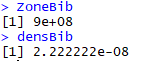 > ZoneBib
[1] 9e+08
> densBib
[1] 2.222222e-08